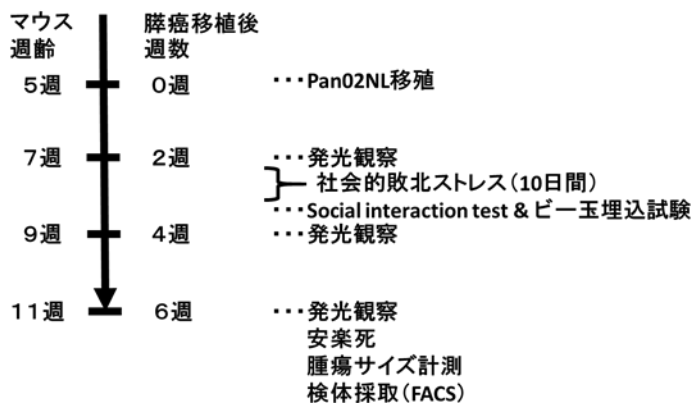 マウス 膵癌移植後
週齢 週数
5週 0週 ･･･Pan02NL移殖
7週 2週 ･･･発光観察
社会的敗北ストレス(10日間)
･･･Social interaction test & ビー玉埋込試験
9週 4週 ･･･発光観察
11週 6週 ･･･発光観察
安楽死
腫瘍サイズ計測
検体採取(FACS)